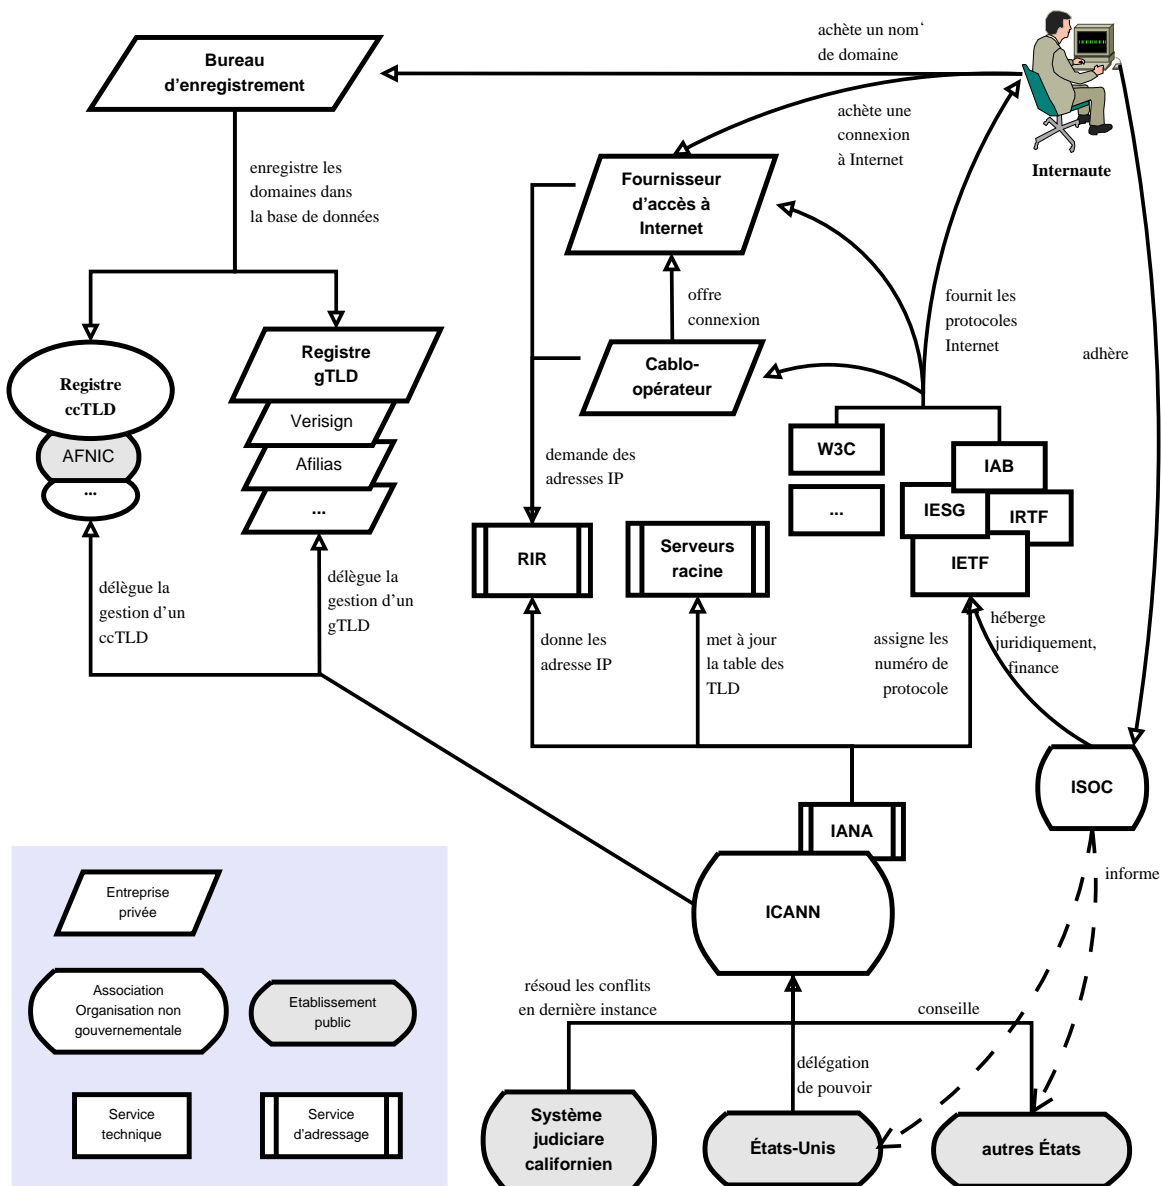 achète un nom‘
de domaine
Bureau
d’enregistrement
achète une
connexion
à Internet
Internaute
enregistre les
domaines dans
la base de données
Fournisseur
d’accès à
Internet
offre
connexion
fournit les
protocoles
Internet
adhère
Registre
ccTLD
AFNIC
...
Registre
gTLD
Verisign
Afilias
...
Cablo-
opérateur
demande des
adresses IP
W3C
...
IAB
IESG
IRTF
IETF
RIR
Serveurs
racine
délègue la
gestion d’un
ccTLD
délègue la
gestion d’un
gTLD
donne les
adresse IP
met à jour
la table des
TLD
assigne les
numéro de
protocole
héberge
juridiquement,
finance
ISOC
IANA
ICANN
informe
Entreprise
privée
Association
Organisation non
gouvernementale
Etablissement
public
Service
technique
Service
d’adressage
résoud les conflits
en dernière instance
conseille
délégation
de pouvoir
Système
judiciare
californien
États-Unis
autres États